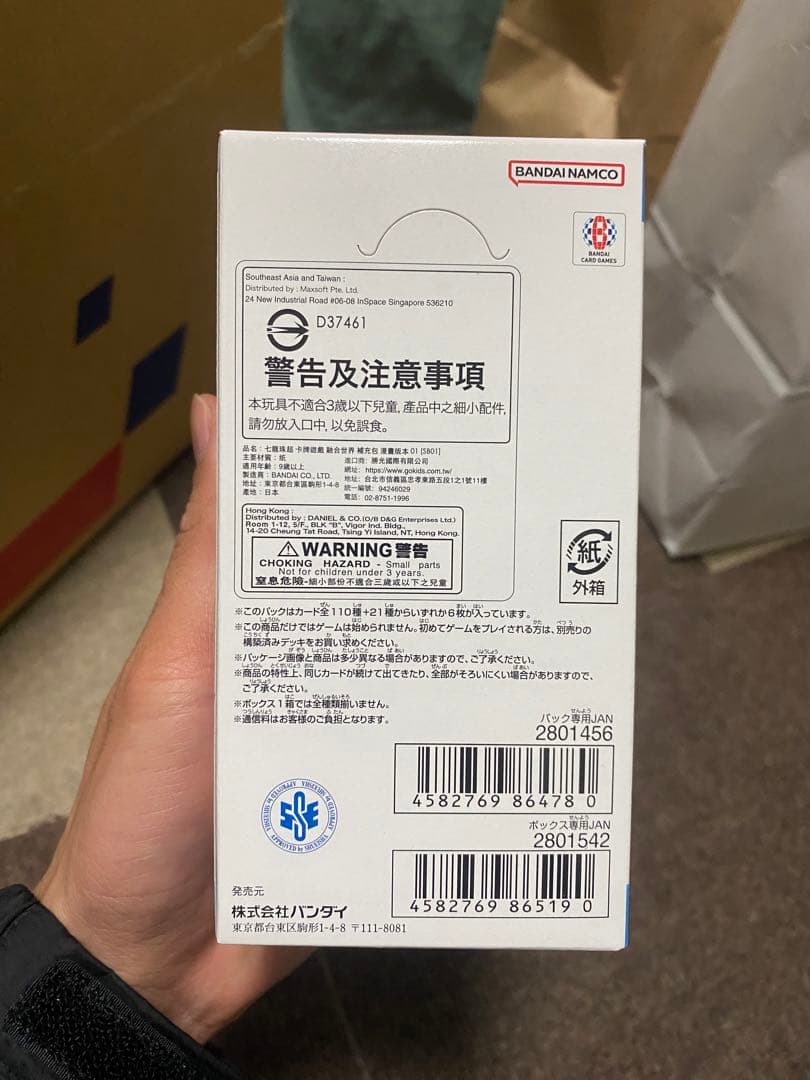 BANDAI NAMCO
BANDAI
CARD GAMES
Southeast Asia and Taiwan :
Distributed by : Maxsoft Pte. Ltd.
24 New Industrial Road #06-08 InSpace Singapore 536210
D37461
警告及注意事項
本玩具不適合3歲以下兒童, 產品中之細小配件,
請勿放入口中, 以免誤食。
品名：七龍珠超 卡牌遊戲 融合世界 補充包 漫畫版本 01 [SB01]
主要材質：紙
適用年齡：9歲以上
製造商：BANDAI CO., LTD.
地址：東京都台東區駒形1-4-8
產地：日本
進口商：勝光國際有限公司
網址：https://www.gokids.com.tw/
地址：台北市信義區忠孝東路五段1之1號11樓
統一編號：94246029
電話：02-8751-1996
Hong Kong :
Distributed by : DANIEL & CO.(O/B D&G Enterprises Ltd.)
Room 1-12, 5/F., BLK "B", Vigor Ind. Bldg.,
14-20 Cheung Tat Road, Tsing Yi Island, NT, Hong Kong.
⚠WARNING 警告
CHOKING HAZARD - Small parts
Not for children under 3 years.
窒息危險-細小部份不適合三歲或以下之兒童
紙
外箱
※このパックはカード全110種+21種からいずれか6枚が入っています。
※この商品だけではゲームは始められません。初めてゲームをプレイされる方は、別売りの
構築済みデッキをお買い求めください。
※パッケージ画像と商品は多少異なる場合がありますので、ご了承ください。
※商品の特性上、同じカードが続けて出てきたり、全部がそろいにくい場合がありますので、
ご了承ください。
※ボックス1箱では全種類揃いません。
※通信料はお客様のご負担となります。
パック専用JAN
2801456
4582769 864780
ボックス専用JAN
2801542
4582769 865190
APPROVED by SHUEISHA
発売元
株式会社バンダイ
東京都台東区駒形1-4-8 〒111-8081